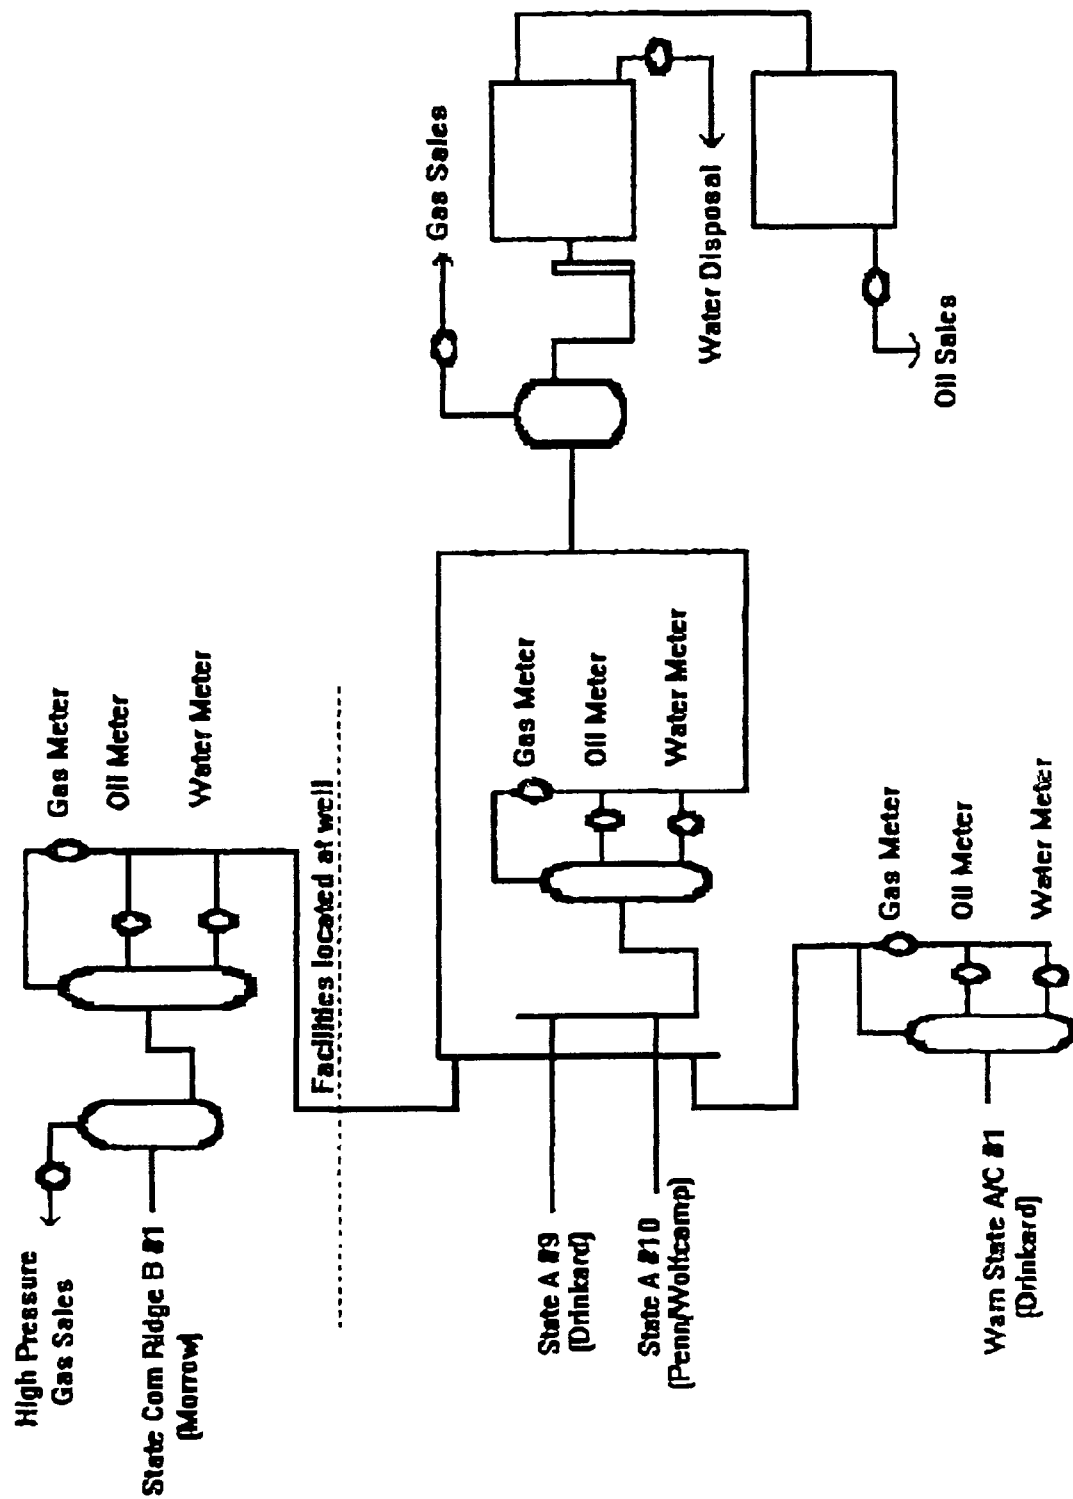 High Pressure
Gas Sales
State Com Ridge B #1
(Morrow)
Gas Meter
Oil Meter
Water Meter
Facilities located at well
State A #9
(Drinkard)
State A #10
(Penn/Wolfcamp)
Gas Meter
Oil Meter
Water Meter
Warn State A/C #1
(Drinkard)
Gas Meter
Oil Meter
Water Meter
Gas Sales
Water Disposal
Oil Sales